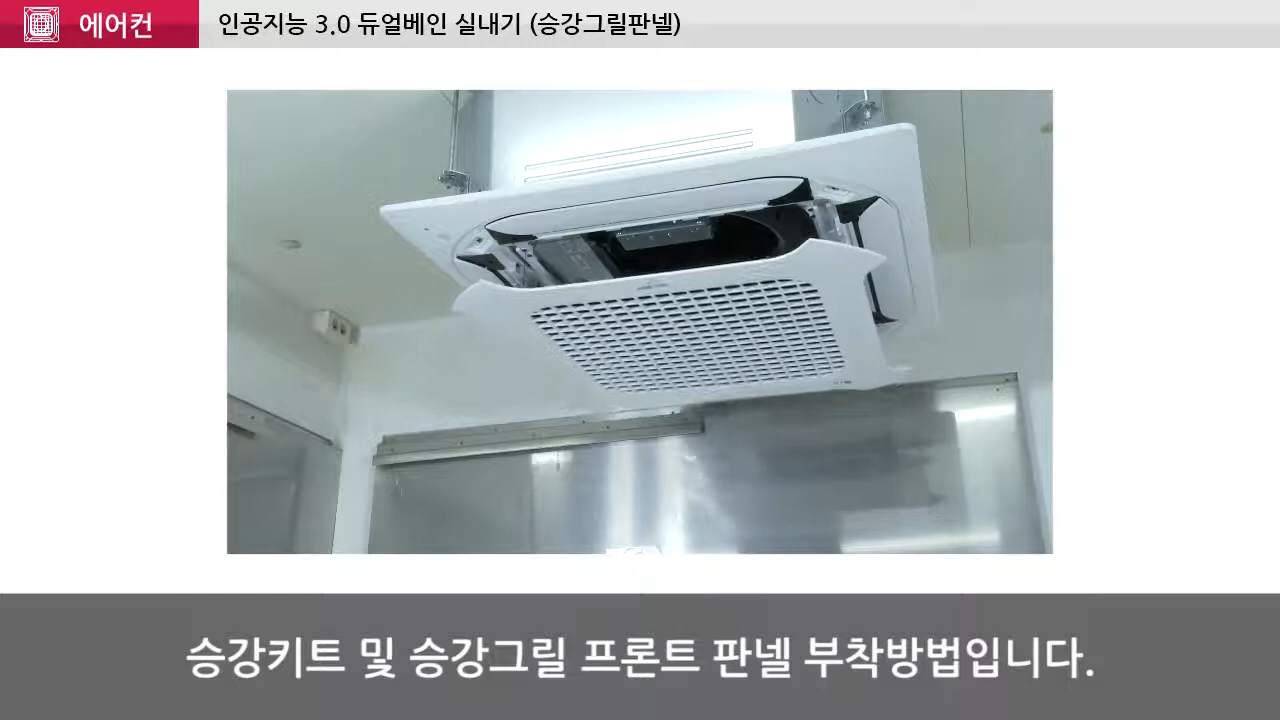 에어컨
인공지능 3.0 듀얼베인 실내기 (승강그릴판넬)
승강키트 및 승강그릴 프론트 판넬 부착방법입니다.